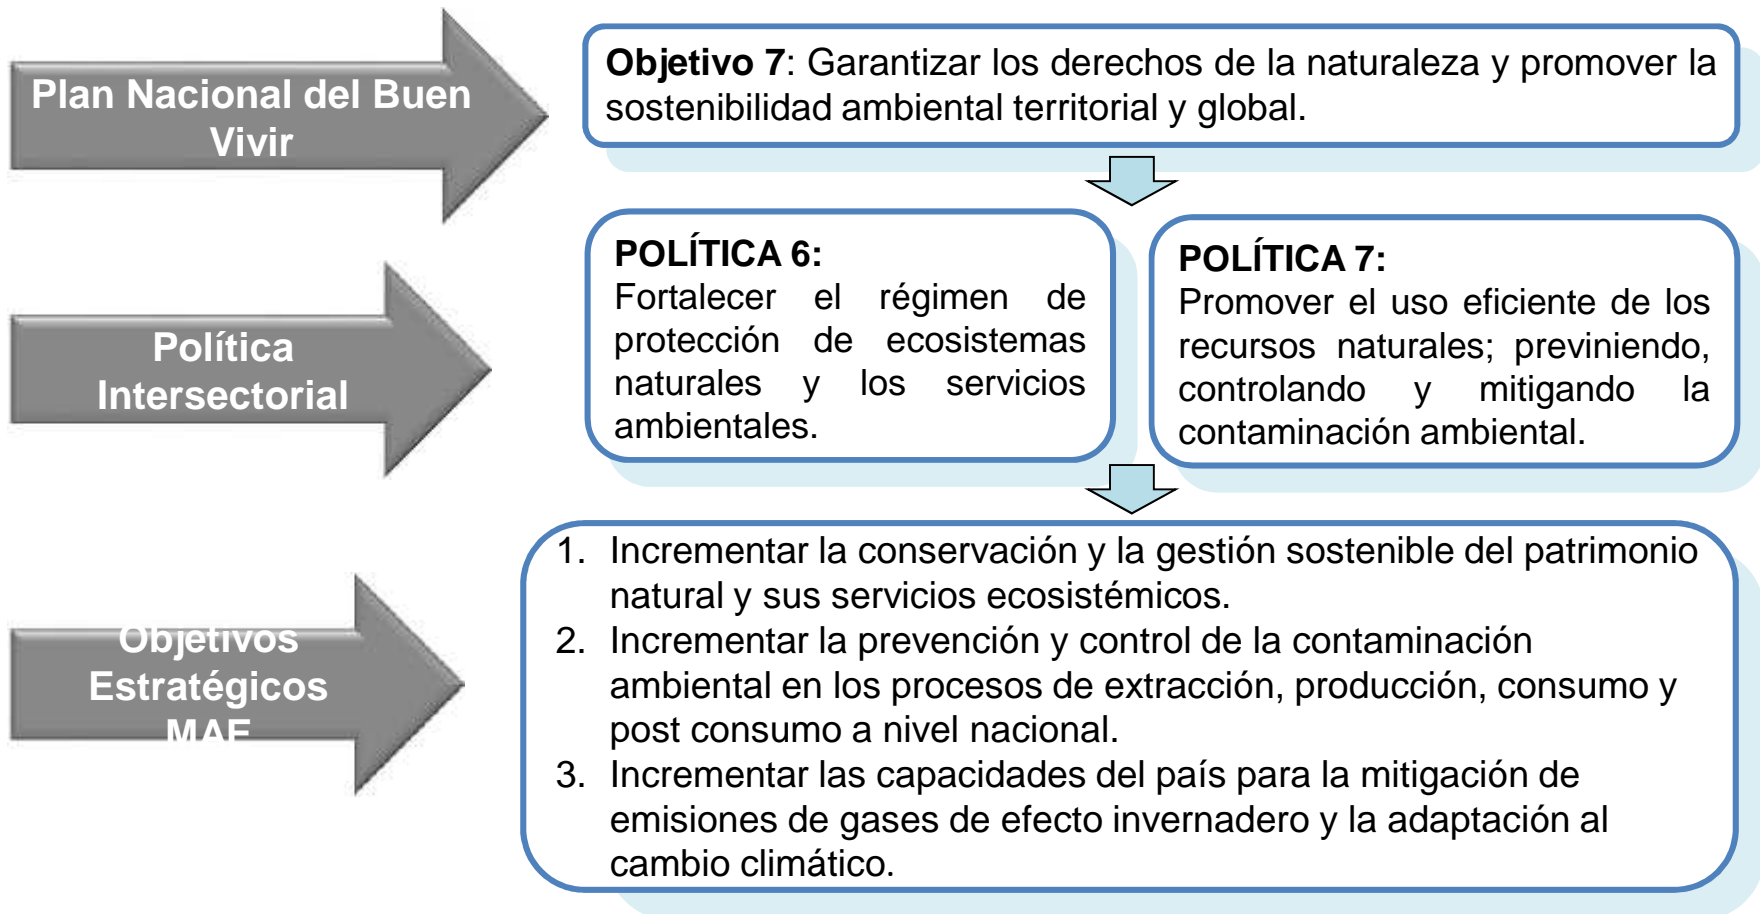 Plan Nacional del Buen
Vivir
Objetivo 7: Garantizar los derechos de la naturaleza y promover la
sostenibilidad ambiental territorial y global.
Política
Intersectorial
POLÍTICA 6:
Fortalecer el régimen de
protección de ecosistemas
naturales y los servicios
ambientales.
POLÍTICA 7:
Promover el uso eficiente de los
recursos naturales; previniendo,
controlando y mitigando la
contaminación ambiental.
Objetivos
Estratégicos
MAE
1. Incrementar la conservación y la gestión sostenible del patrimonio
natural y sus servicios ecosistémicos.
2. Incrementar la prevención y control de la contaminación
ambiental en los procesos de extracción, producción, consumo y
post consumo a nivel nacional.
3. Incrementar las capacidades del país para la mitigación de
emisiones de gases de efecto invernadero y la adaptación al
cambio climático.